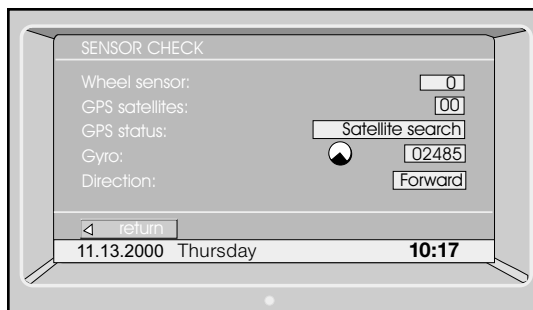 SENSOR CHECK
Wheel sensor: 0
GPS satellites: 00
GPS status: Satellite search
Gyro: 02485
Direction: Forward
return
11.13.2000 Thursday 10:17